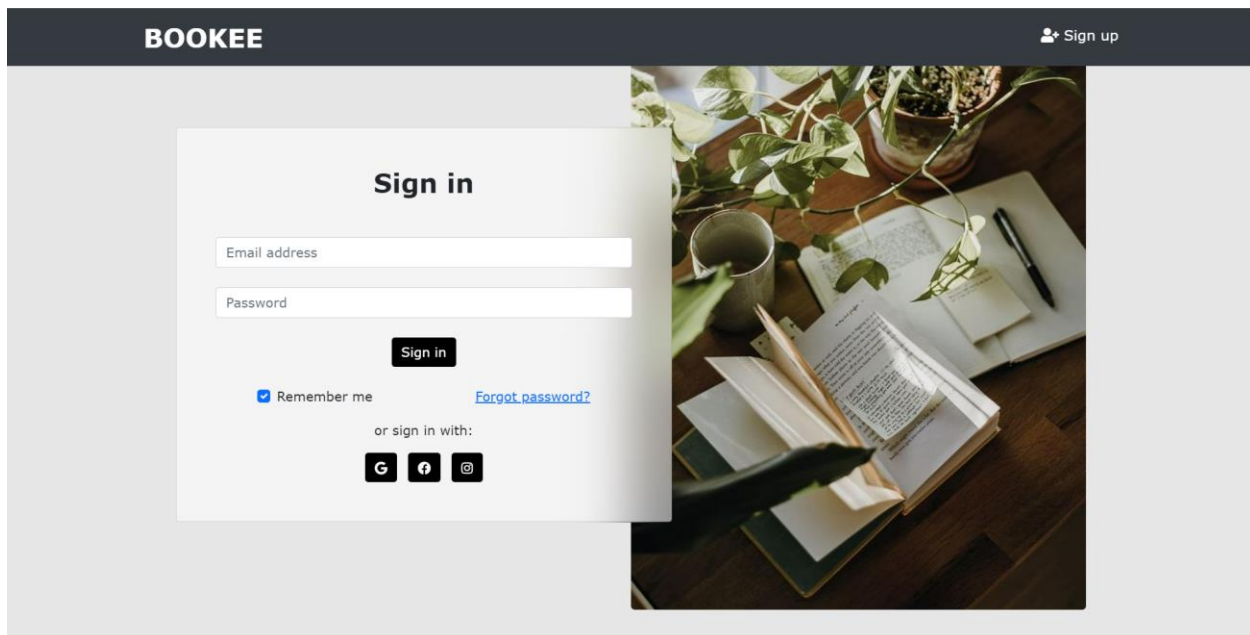 BOOKEE
Sign up
Sign in
Email address
Password
Sign in
Remember me Forgot password?
or sign in with: